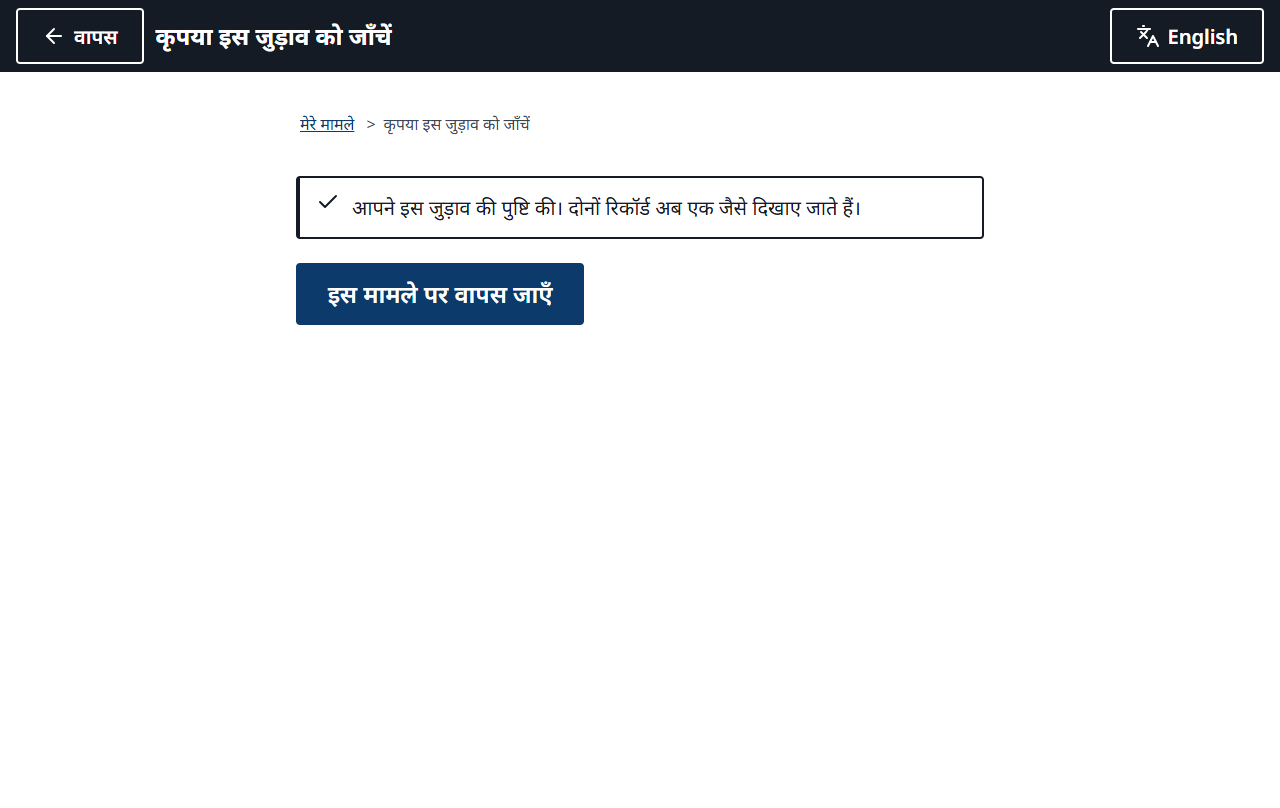 वापस
कृपया इस जुड़ाव को जाँचें
English
मेरे मामले > कृपया इस जुड़ाव को जाँचें
आपने इस जुड़ाव की पुष्टि की। दोनों रिकॉर्ड अब एक जैसे दिखाए जाते हैं।
इस मामले पर वापस जाएँ